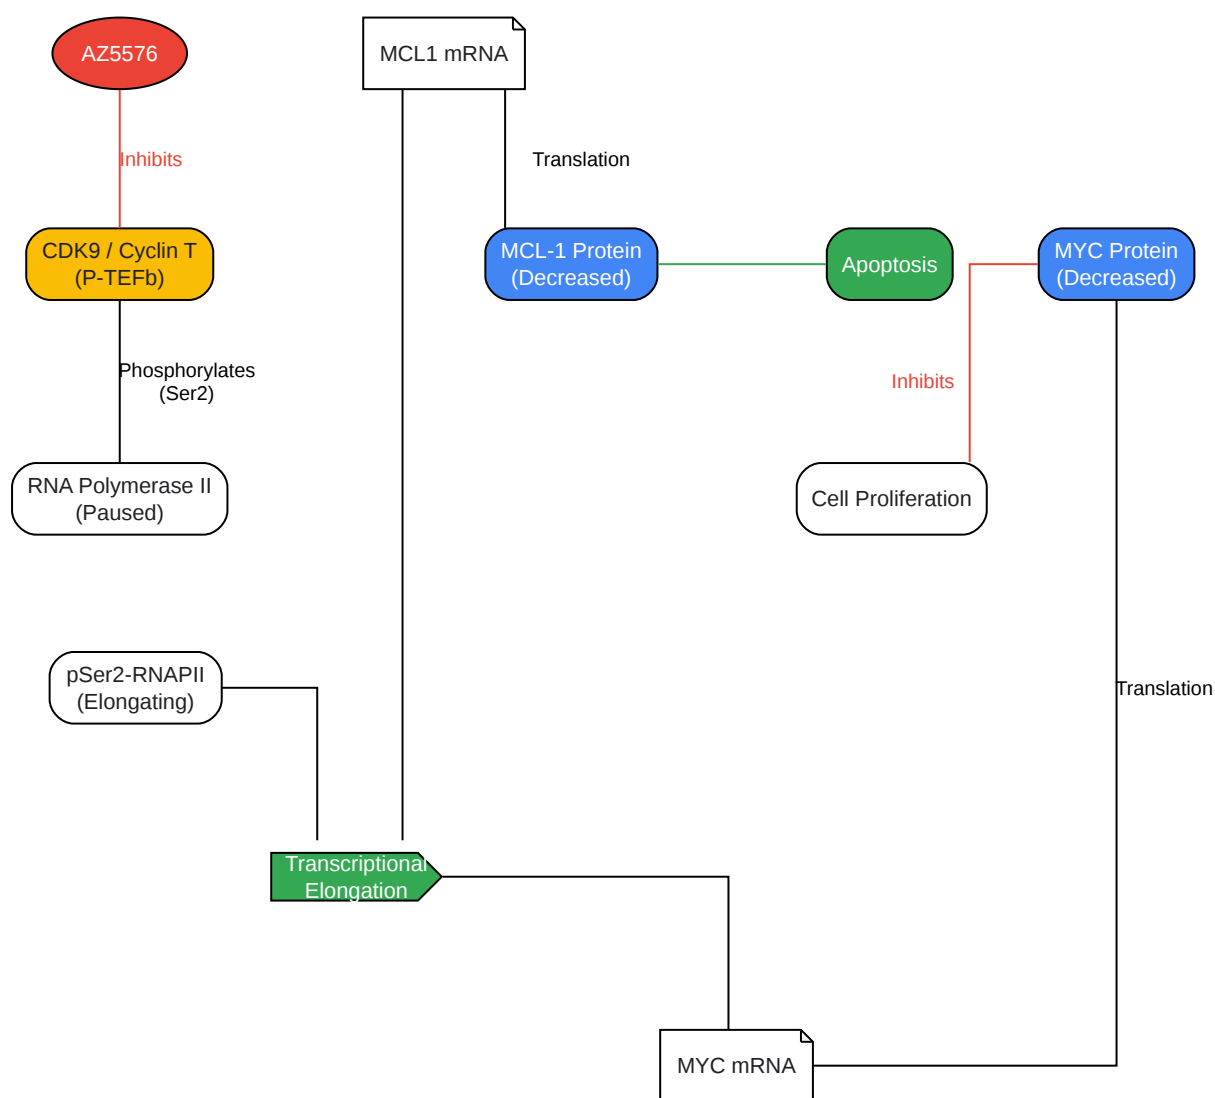 AZ5576
MCL1 mRNA
Inhibits
Translation
CDK9 / Cyclin T
(P-TEFb)
MCL-1 Protein
(Decreased)
Apoptosis
MYC Protein
(Decreased)
Phosphorylates
(Ser2)
Inhibits
RNA Polymerase II
(Paused)
Cell Proliferation
pSer2-RNAPII
(Elongating)
Translation
Transcriptional
Elongation
MYC mRNA